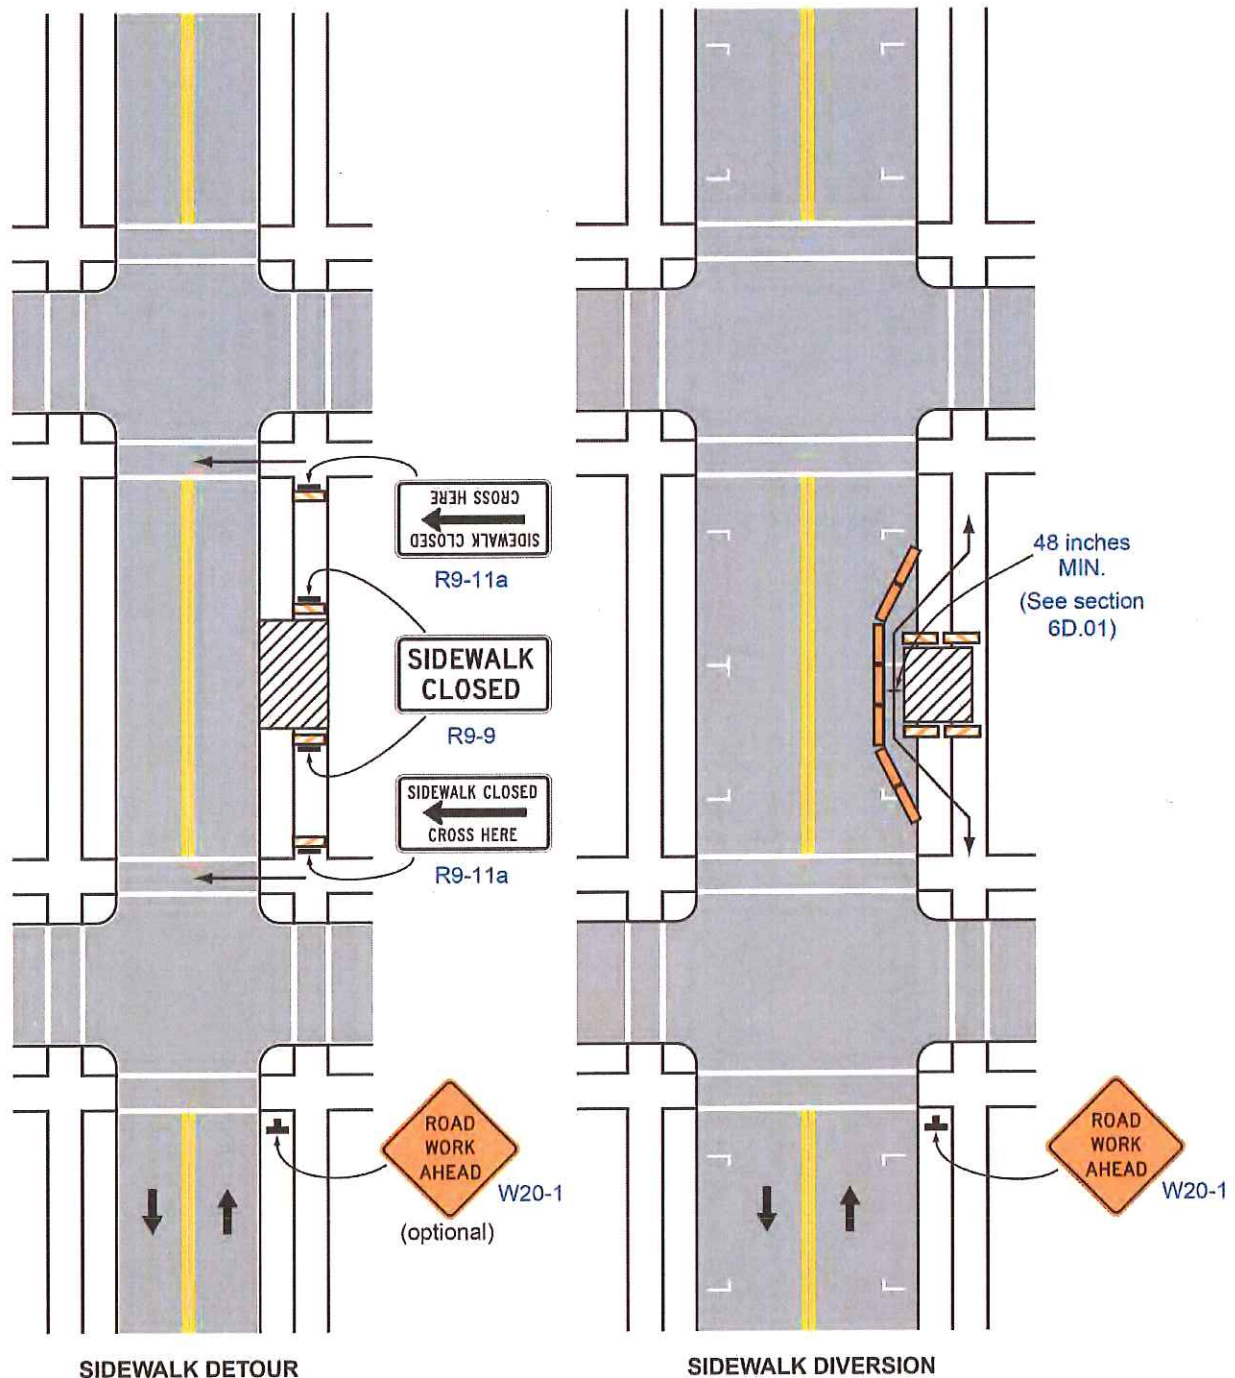 CROSS HERE
SIDEWALK CLOSED
R9-11a
SIDEWALK
CLOSED
R9-9
SIDEWALK CLOSED
CROSS HERE
R9-11a
ROAD
WORK
AHEAD
W20-1
(optional)
SIDEWALK DETOUR
48 inches
MIN.
(See section
6D.01)
ROAD
WORK
AHEAD
W20-1
SIDEWALK DIVERSION